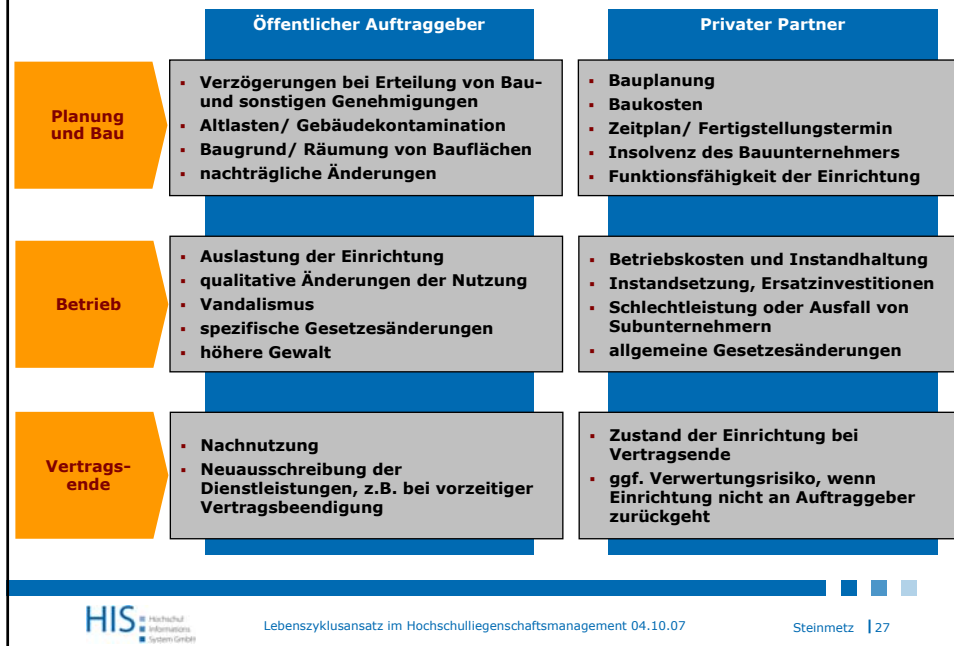 Öffentlicher Auftraggeber
Privater Partner
Planung
und Bau
▪ Verzögerungen bei Erteilung von Bau-
und sonstigen Genehmigungen
▪ Altlasten/ Gebäudekontamination
▪ Baugrund/ Räumung von Bauflächen
▪ nachträgliche Änderungen
▪ Bauplanung
▪ Baukosten
▪ Zeitplan/ Fertigstellungstermin
▪ Insolvenz des Bauunternehmers
▪ Funktionsfähigkeit der Einrichtung
Betrieb
▪ Auslastung der Einrichtung
▪ qualitative Änderungen der Nutzung
▪ Vandalismus
▪ spezifische Gesetzesänderungen
▪ höhere Gewalt
▪ Betriebskosten und Instandhaltung
▪ Instandsetzung, Ersatzinvestitionen
▪ Schlechtleistung oder Ausfall von
Subunternehmern
▪ allgemeine Gesetzesänderungen
Vertrags-
ende
▪ Nachnutzung
▪ Neuausschreibung der
Dienstleistungen, z.B. bei vorzeitiger
Vertragsbeendigung
▪ Zustand der Einrichtung bei
Vertragsende
▪ ggf. Verwertungsrisiko, wenn
Einrichtung nicht an Auftraggeber
zurückgeht
HIS
Hochschul
Informations
System GmbH
Lebenszyklusansatz im Hochschulliegenschaftsmanagement 04.10.07
Steinmetz | 27